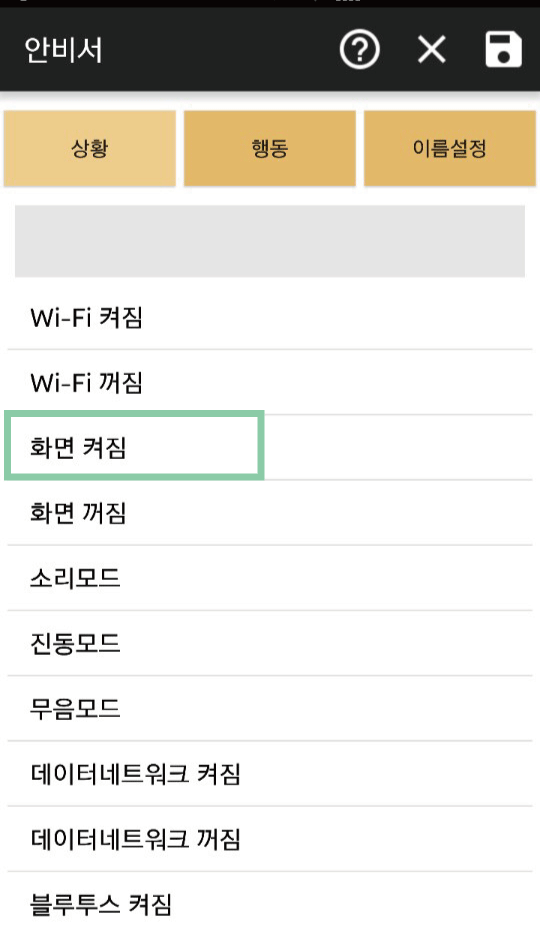 안비서
상황 행동 이름설정
Wi-Fi 켜짐
Wi-Fi 꺼짐
화면 켜짐
화면 꺼짐
소리모드
진동모드
무음모드
데이터네트워크 켜짐
데이터네트워크 꺼짐
블루투스 켜짐